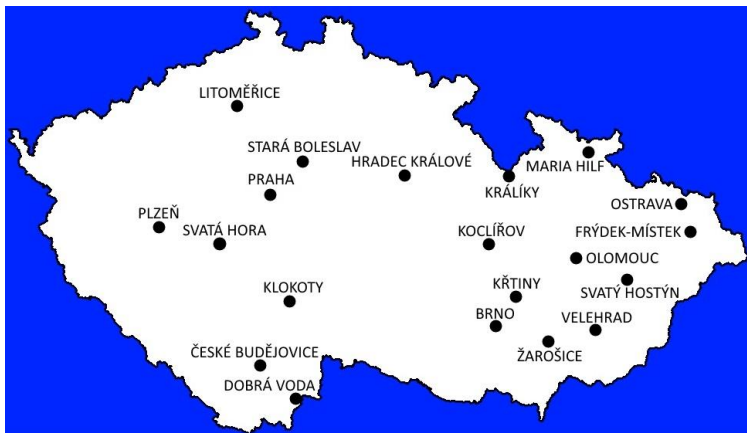 LITOMĚŘICE
STARÁ BOLESLAV
HRADEC KRÁLOVÉ
MARIA HILF
PRAHA
KRÁLÍKY
OSTRAVA
PLZEŇ
SVATÁ HORA
KOCLÍŘOV
FRÝDEK-MÍSTEK
OLOMOUC
KLOKOTY
KŘTINY
SVATÝ HOSTÝN
BRNO
VELEHRAD
ČESKÉ BUDĚJOVICE
ŽAROŠICE
DOBRÁ VODA